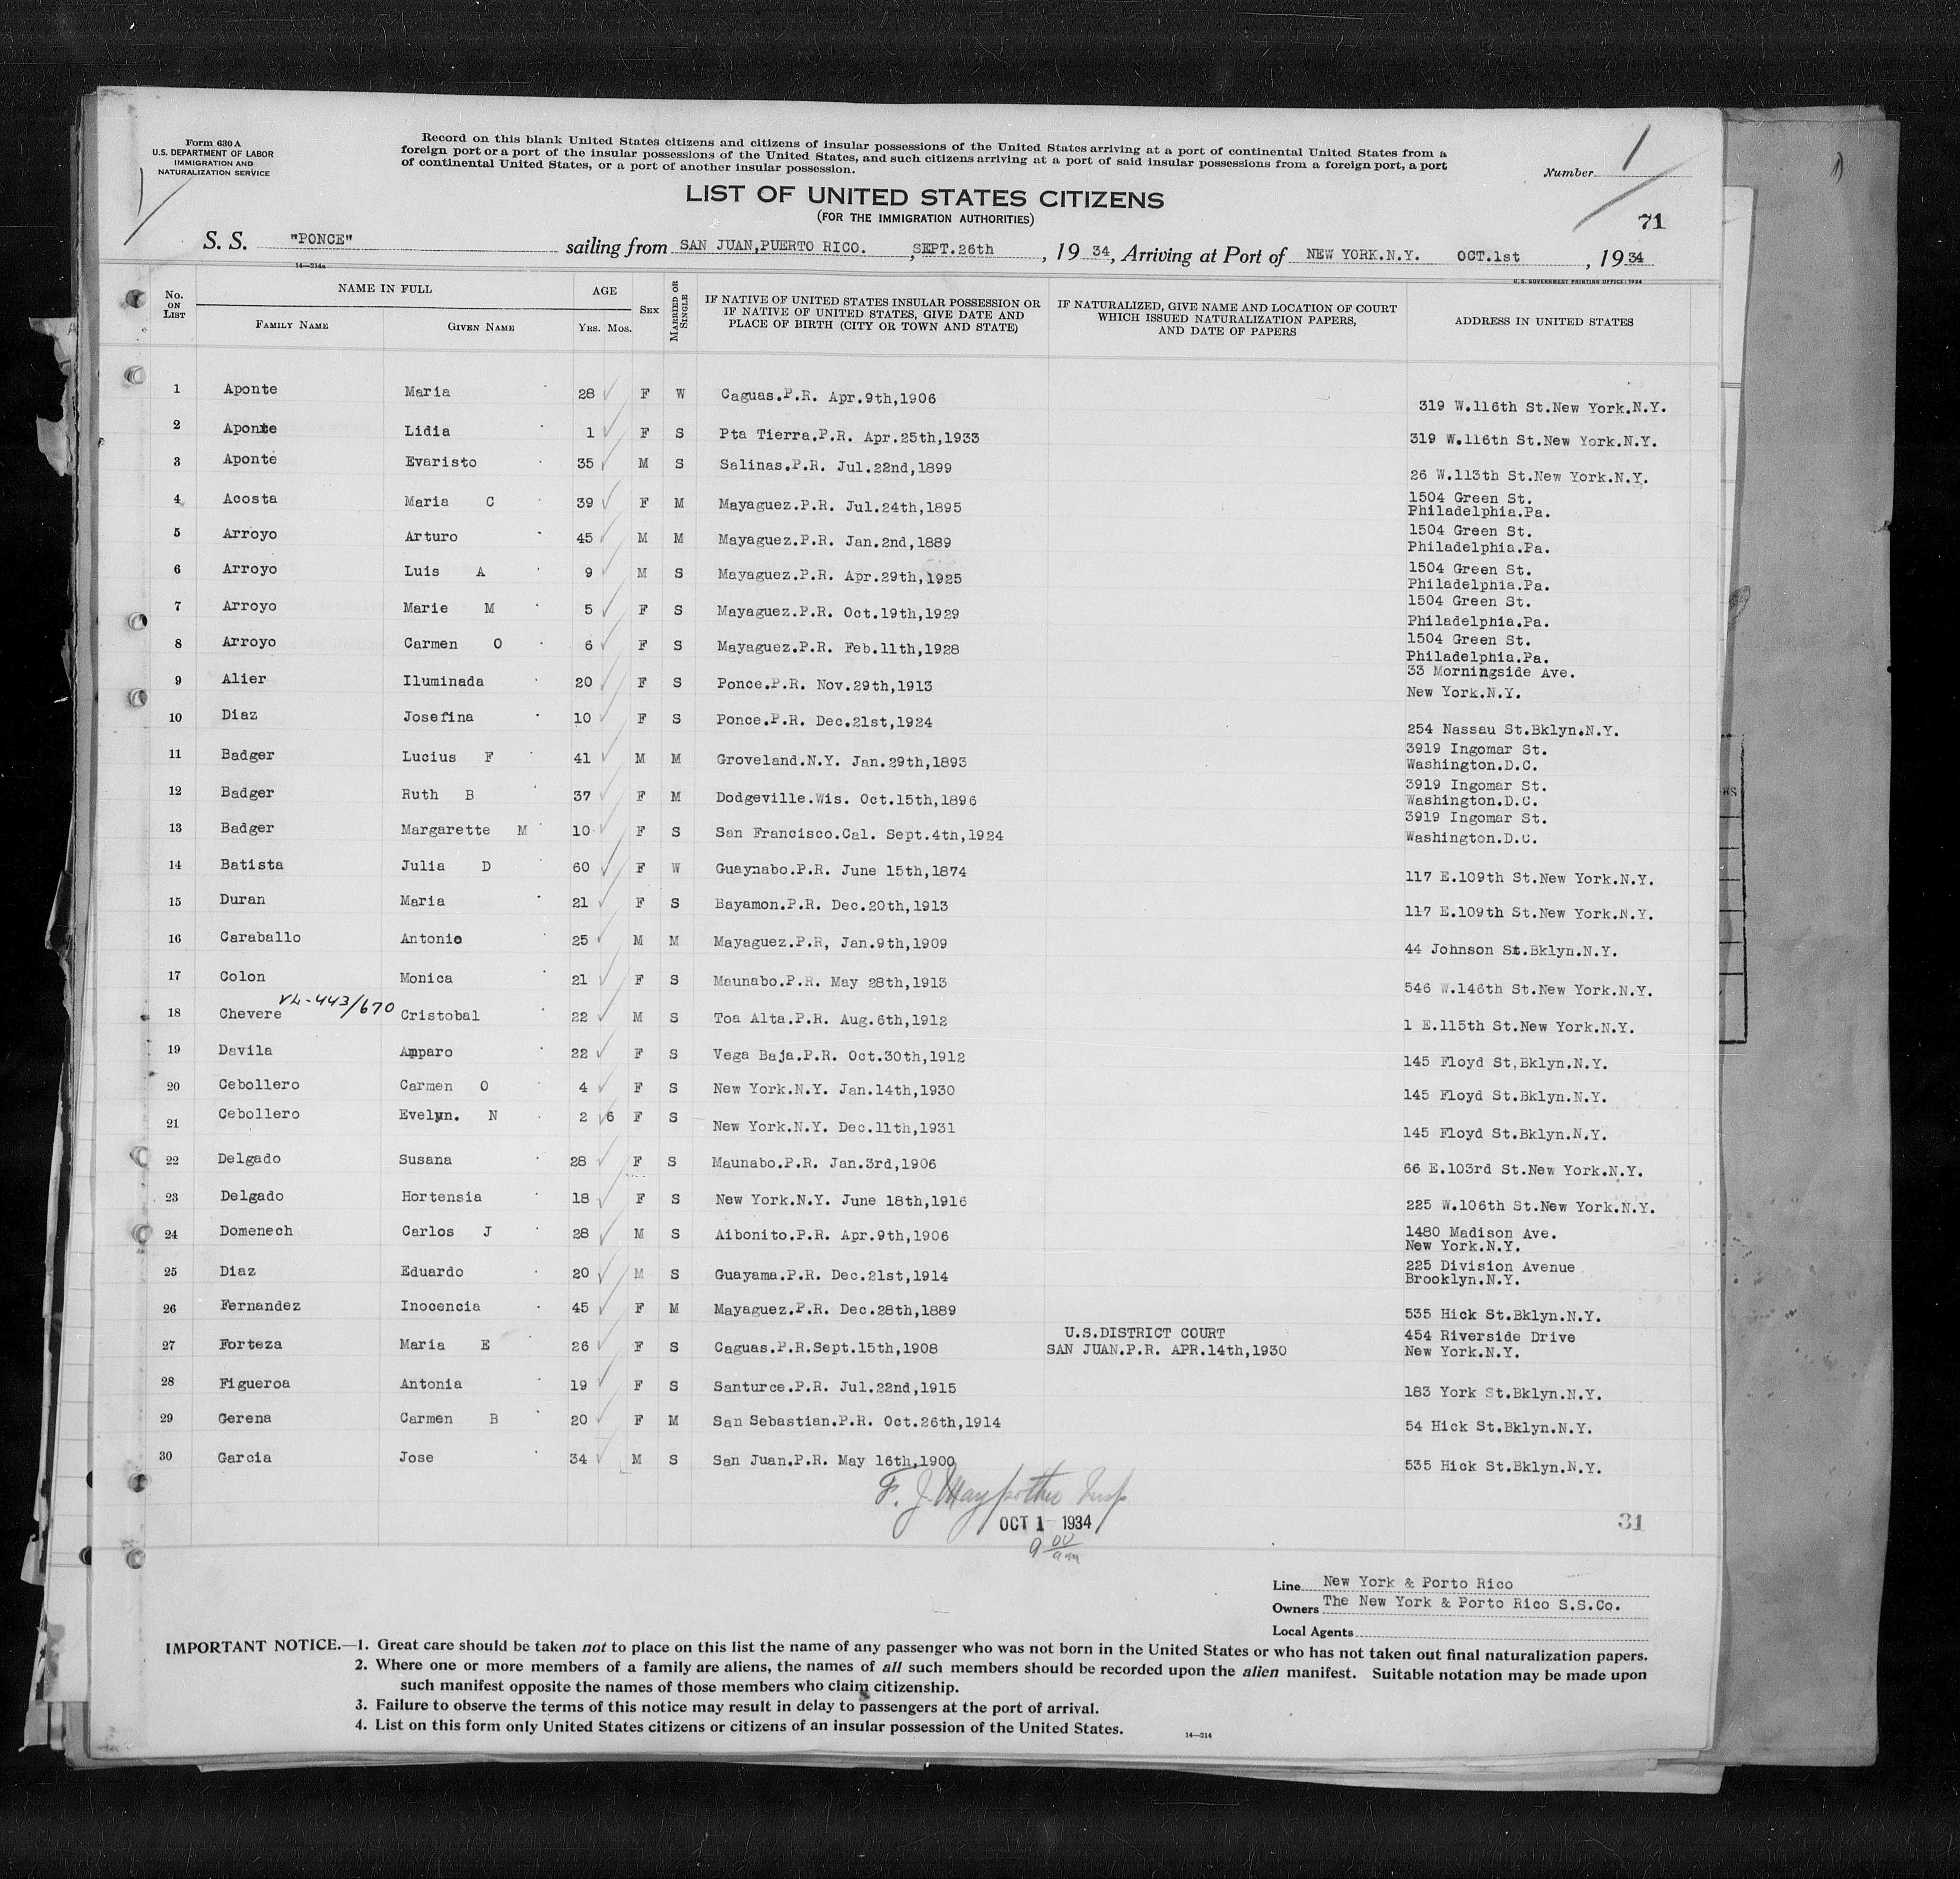 Form 630 A
U.S. DEPARTMENT OF LABOR
IMMIGRATION AND
NATURALIZATION SERVICE
Record on this blank United States citizens and citizens of insular possessions of the United States arriving at a port of continental United States from a
foreign port or a port of the insular possessions of the United States, and such citizens arriving at a port of said insular possessions from a foreign port, a port
of continental United States, or a port of another insular possession.
Number 1
LIST OF UNITED STATES CITIZENS
(FOR THE IMMIGRATION AUTHORITIES)
71
S. S. "PONCE" sailing from SAN JUAN,PUERTO RICO. , SEPT.26th , 19 34, Arriving at Port of NEW YORK.N.Y. OCT.1st , 19 34
14—214a
U. S. GOVERNMENT PRINTING OFFICE: 1934
No. ON LIST NAME IN FULL FAMILY NAME GIVEN NAME AGE YRS. MOS. SEX MARRIED OR SINGLE IF NATIVE OF UNITED STATES INSULAR POSSESSION OR IF NATIVE OF UNITED STATES, GIVE DATE AND PLACE OF BIRTH (CITY OR TOWN AND STATE) IF NATURALIZED, GIVE NAME AND LOCATION OF COURT WHICH ISSUED NATURALIZATION PAPERS, AND DATE OF PAPERS ADDRESS IN UNITED STATES
1 Aponte Maria 28 F W Caguas.P.R. Apr.9th,1906 319 W.116th St.New York.N.Y.
2 Aponte Lidia 1 F S Pta Tierra.P.R. Apr.25th,1933 319 W.116th St.New York.N.Y.
3 Aponte Evaristo 35 M S Salinas.P.R. Jul.22nd,1899 26 W.113th St.New York.N.Y.
4 Acosta Maria C 39 F M Mayaguez.P.R. Jul.24th,1895 1504 Green St.
Philadelphia.Pa.
5 Arroyo Arturo 45 M M Mayaguez.P.R. Jan.2nd,1889 1504 Green St.
Philadelphia.Pa.
6 Arroyo Luis A 9 M S Mayaguez.P.R. Apr.29th,1925 1504 Green St.
Philadelphia.Pa.
7 Arroyo Marie M 5 F S Mayaguez.P.R. Oct.19th,1929 1504 Green St.
Philadelphia.Pa.
8 Arroyo Carmen O 6 F S Mayaguez.P.R. Feb.11th,1928 1504 Green St.
Philadelphia.Pa.
9 Alier Iluminada 20 F S Ponce.P.R. Nov.29th,1913 33 Morningside Ave.
New York.N.Y.
10 Diaz Josefina 10 F S Ponce.P.R. Dec.21st,1924 254 Nassau St.Bklyn.N.Y.
11 Badger Lucius F 41 M M Groveland.N.Y. Jan.29th,1893 3919 Ingomar St.
Washington.D.C.
12 Badger Ruth B 37 F M Dodgeville.Wis. Oct.15th,1896 3919 Ingomar St.
Washington.D.C.
13 Badger Margarette M 10 F S San Francisco.Cal. Sept.4th,1924 3919 Ingomar St.
Washington.D.C.
14 Batista Julia D 60 F W Guaynabo.P.R. June 15th,1874 117 E.109th St.New York.N.Y.
15 Duran Maria 21 F S Bayamon.P.R. Dec.20th,1913 117 E.109th St.New York.N.Y.
16 Caraballo Antonio 25 M M Mayaguez.P.R, Jan.9th,1909 44 Johnson St.Bklyn.N.Y.
17 Colon Monica 21 F S Maunabo.P.R. May 28th,1913 546 W.146th St.New York.N.Y.
VL-443/670
18 Chevere Cristobal 22 M S Toa Alta.P.R. Aug.6th,1912 1 E.115th St.New York.N.Y.
19 Davila Amparo 22 F S Vega Baja.P.R. Oct.30th,1912 145 Floyd St,Bklyn.N.Y.
20 Cebollero Carmen O 4 F S New York.N.Y. Jan.14th,1930 145 Floyd St.Bklyn.N.Y.
21 Cebollero Evelyn. N 2 6 F S New York.N.Y. Dec.11th,1931 145 Floyd St.Bklyn.N.Y.
22 Delgado Susana 28 F S Maunabo.P.R. Jan.3rd,1906 66 E.103rd St.New York.N.Y.
23 Delgado Hortensia 18 F S New York.N.Y. June 18th,1916 225 W.106th St.New York.N.Y.
24 Domenech Carlos J 28 M S Aibonito.P.R. Apr.9th,1906 1480 Madison Ave.
New York.N.Y.
25 Diaz Eduardo 20 M S Guayama.P.R. Dec.21st,1914 225 Division Avenue
Brooklyn.N.Y.
26 Fernandez Inocencia 45 F M Mayaguez.P.R. Dec.28th,1889 535 Hick St.Bklyn.N.Y.
27 Forteza Maria E 26 F S Caguas.P.R.Sept.15th,1908 U.S.DISTRICT COURT 454 Riverside Drive
SAN JUAN.P.R. APR.14th,1930 New York.N.Y.
28 Figueroa Antonia 19 F S Santurce.P.R. Jul.22nd,1915 183 York St.Bklyn.N.Y.
29 Gerena Carmen B 20 F M San Sebastian.P.R. Oct.26th,1914 54 Hick St.Bklyn.N.Y.
30 Garcia Jose 34 M S San Juan.P.R. May 16th,1900 535 Hick St.Bklyn.N.Y.
F. J. Maypother Insp
OCT 1 1934
9 00 am
31
Line New York & Porto Rico
Owners The New York & Porto Rico S.S.Co.
Local Agents
IMPORTANT NOTICE.—1. Great care should be taken not to place on this list the name of any passenger who was not born in the United States or who has not taken out final naturalization papers.
2. Where one or more members of a family are aliens, the names of all such members should be recorded upon the alien manifest. Suitable notation may be made upon
such manifest opposite the names of those members who claim citizenship.
3. Failure to observe the terms of this notice may result in delay to passengers at the port of arrival.
4. List on this form only United States citizens or citizens of an insular possession of the United States.
14—214